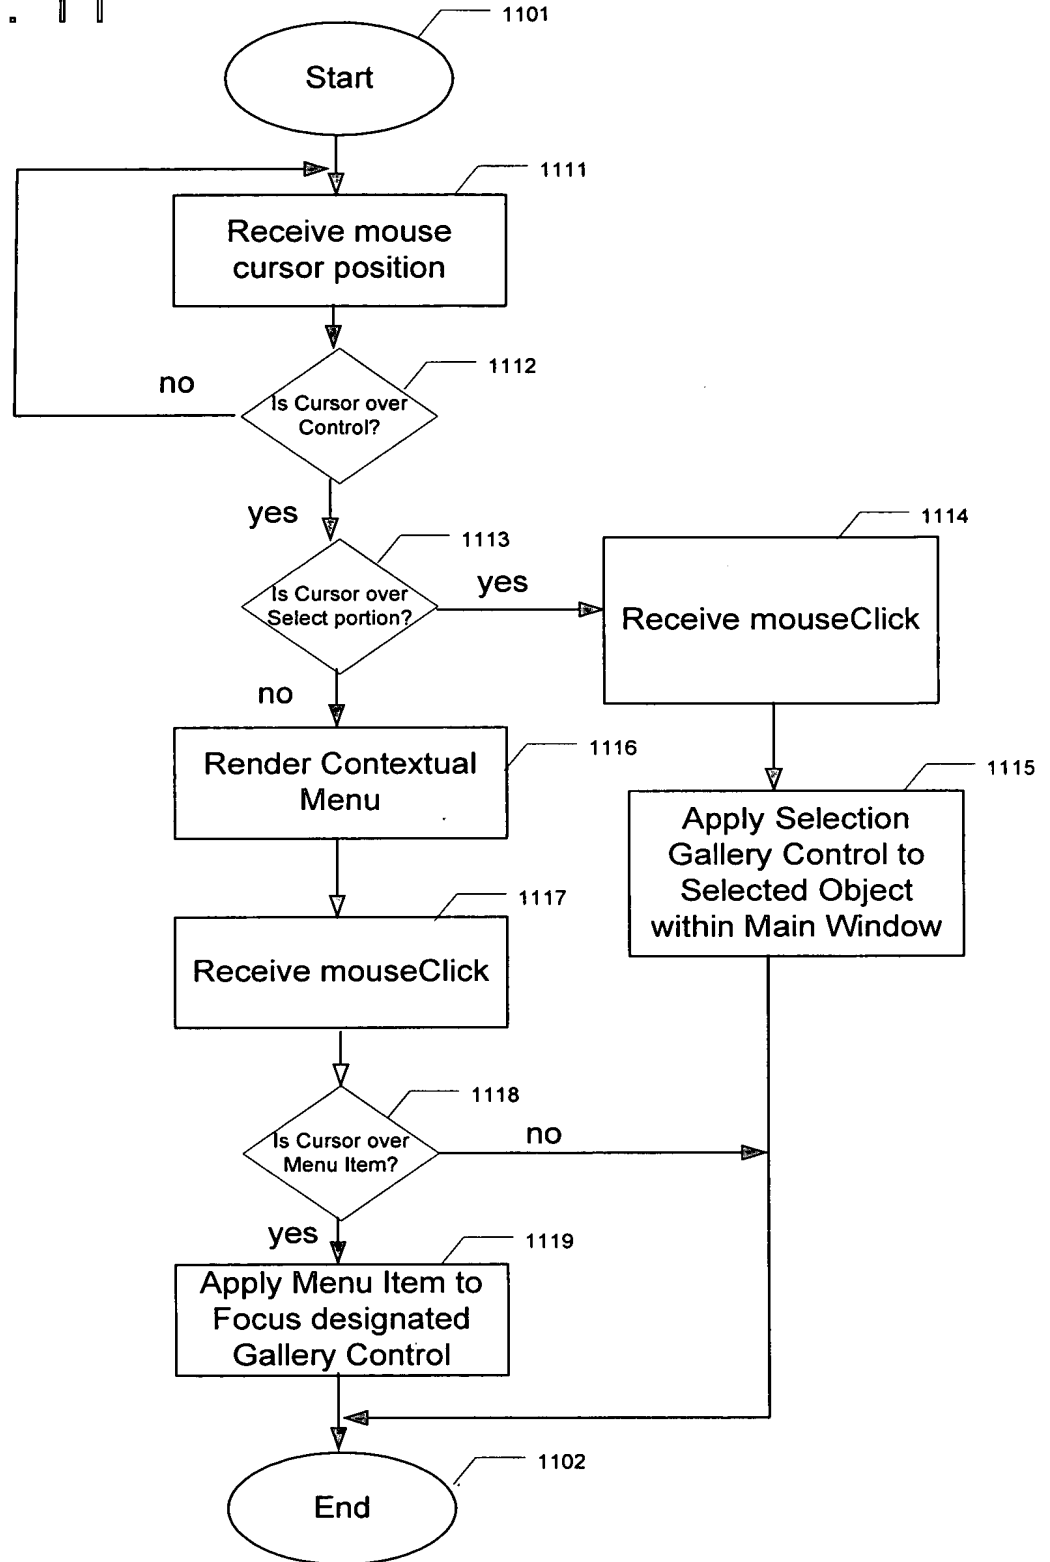 . 11
1101
Start
1111
Receive mouse
cursor position
1112
no
Is Cursor over
Control?
yes
1113
1114
Is Cursor over
Select portion?
yes
Receive mouseClick
no
1116
Render Contextual
Menu
1115
Apply Selection
Gallery Control to
Selected Object
within Main Window
1117
Receive mouseClick
1118
Is Cursor over
Menu Item?
no
yes
1119
Apply Menu Item to
Focus designated
Gallery Control
1102
End